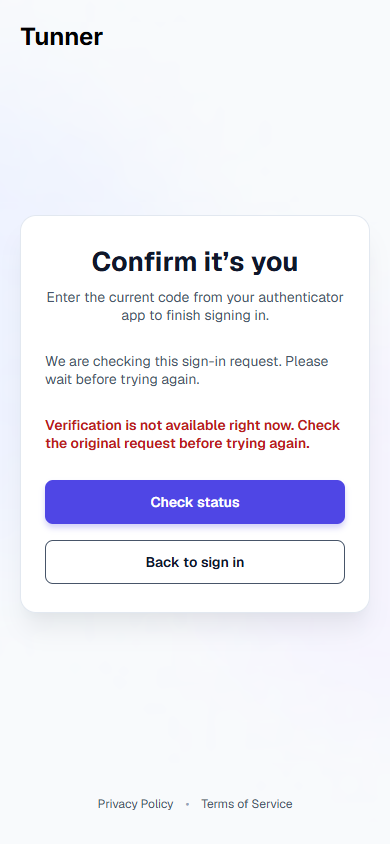 Tunner
Confirm it’s you
Enter the current code from your authenticator
app to finish signing in.
We are checking this sign-in request. Please
wait before trying again.
Verification is not available right now. Check
the original request before trying again.
Check status
Back to sign in
Privacy Policy • Terms of Service